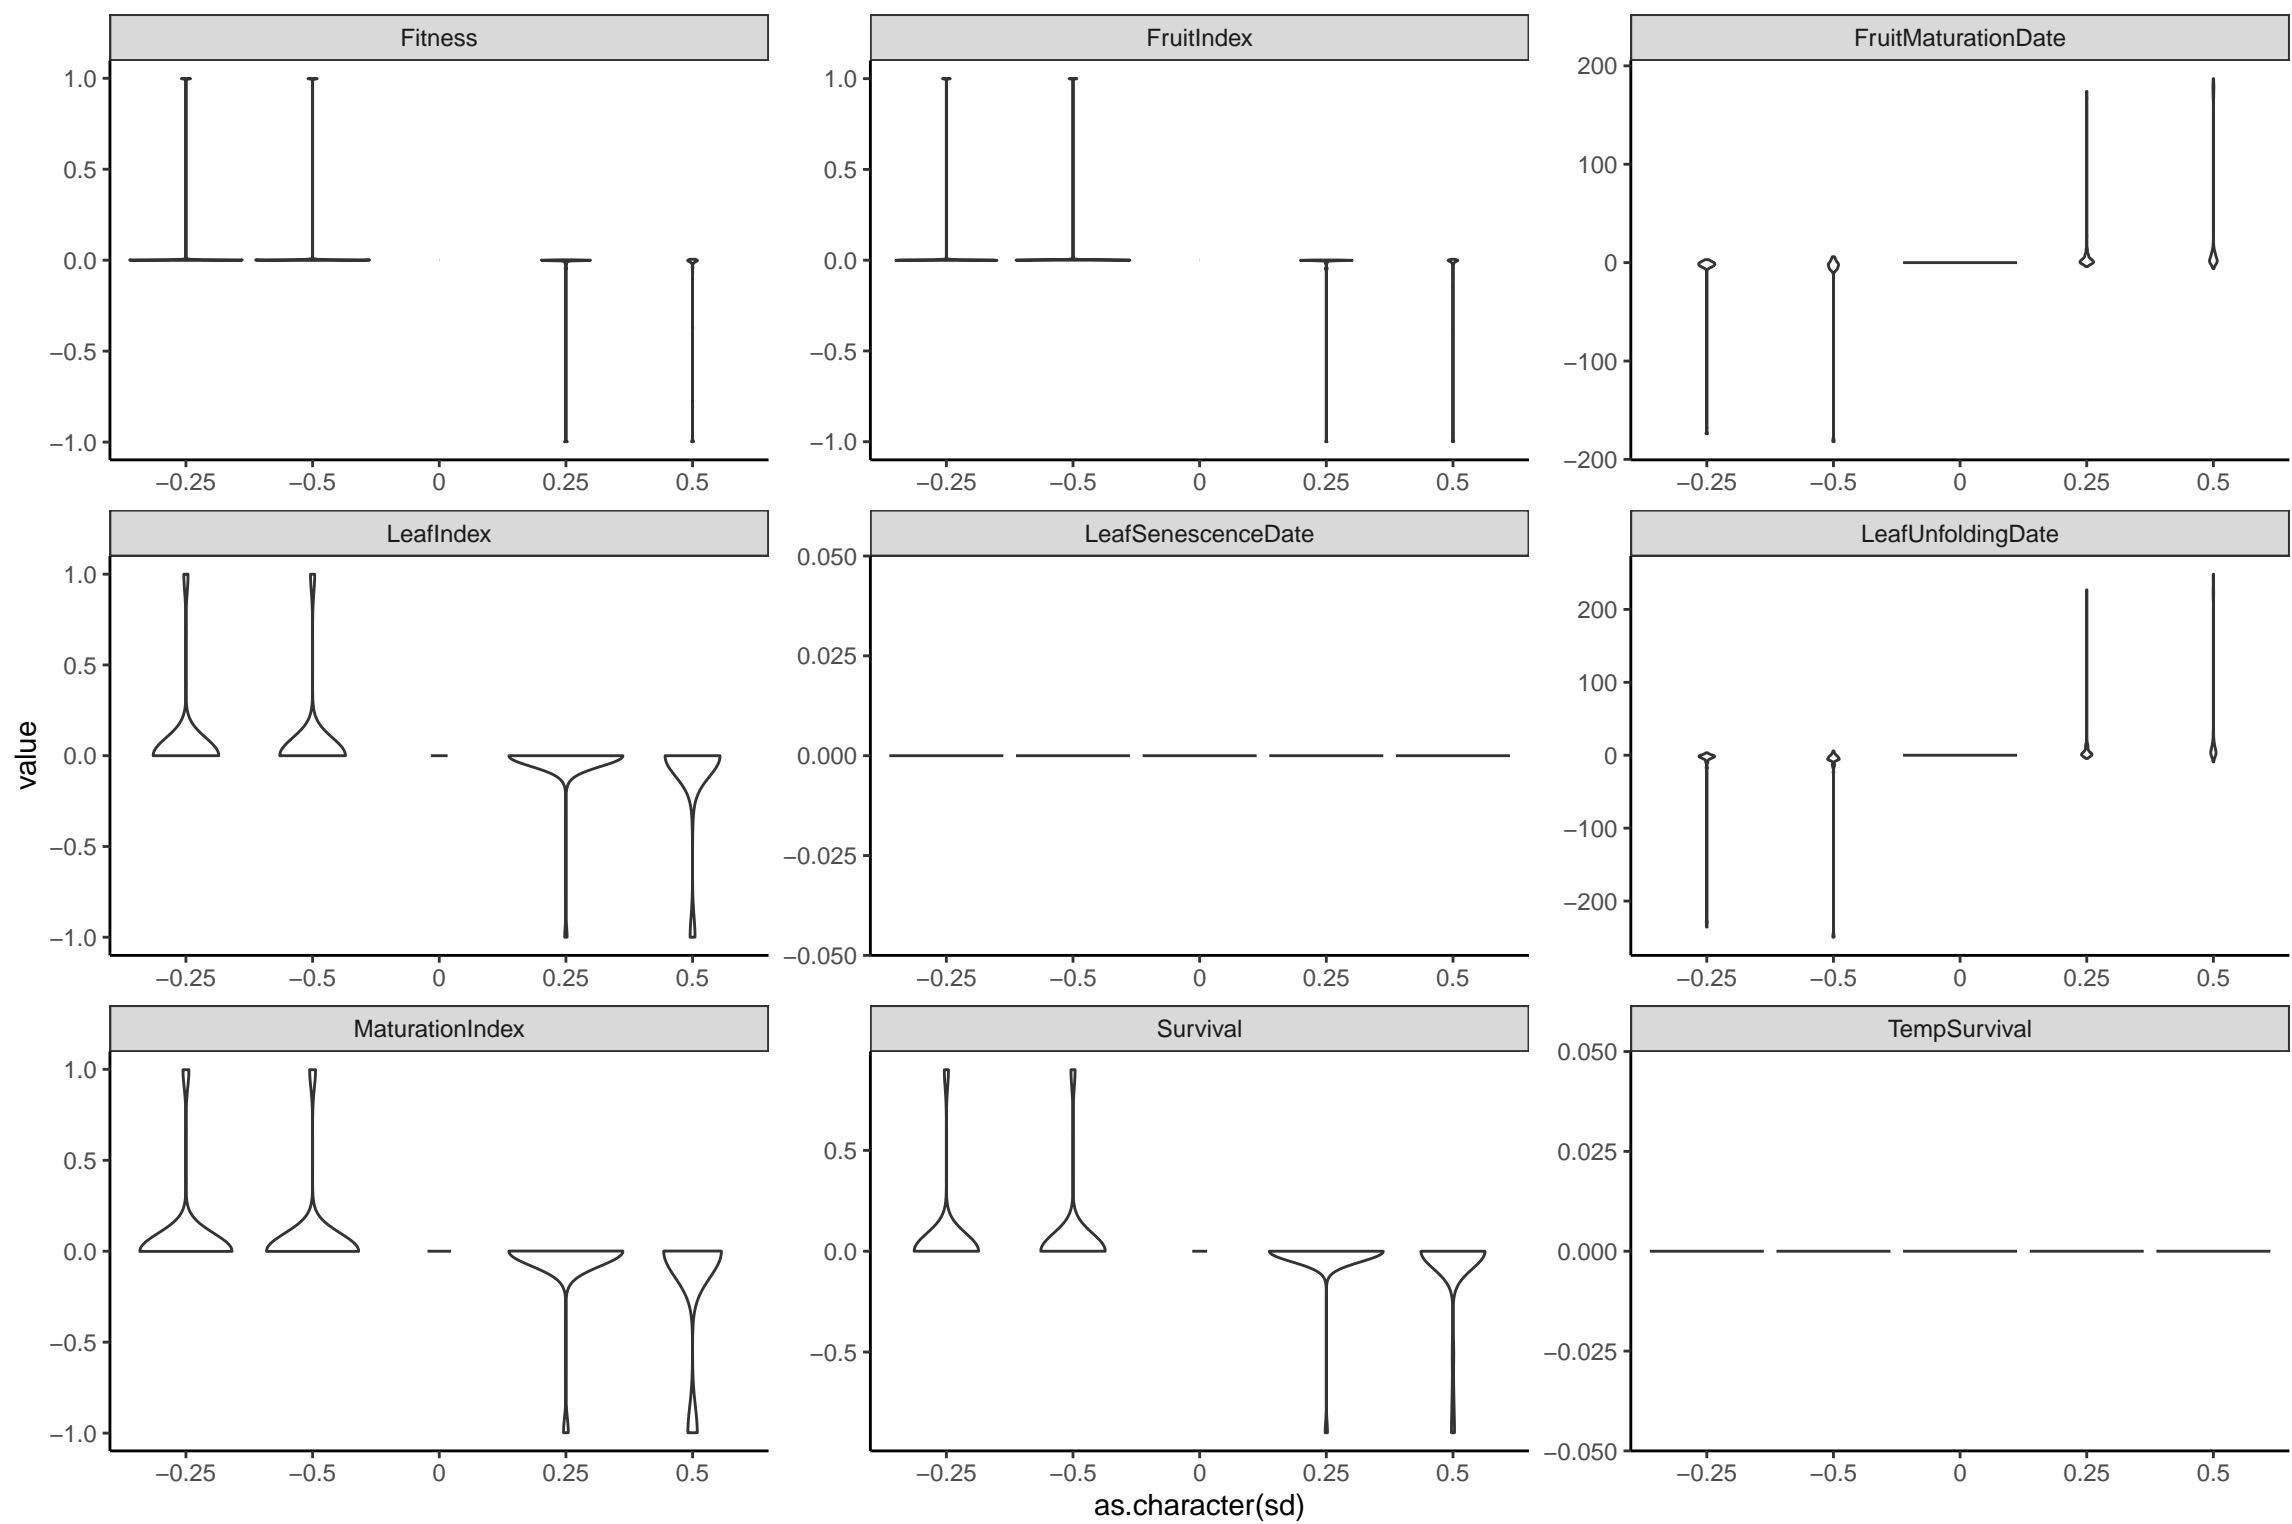 Fitness
FruitIndex
FruitMaturationDate
1.0
0.5
0.0
−0.5
−1.0
1.0
0.5
0.0
−0.5
−1.0
200
100
0
−100
−200
−0.25 −0.5 0 0.25 0.5
−0.25 −0.5 0 0.25 0.5
−0.25 −0.5 0 0.25 0.5
LeafIndex
LeafSenescenceDate
LeafUnfoldingDate
1.0
0.5
0.0
−0.5
−1.0
0.050
0.025
0.000
−0.025
−0.050
200
100
0
−100
−200
−0.25 −0.5 0 0.25 0.5
−0.25 −0.5 0 0.25 0.5
−0.25 −0.5 0 0.25 0.5
MaturationIndex
Survival
TempSurvival
1.0
0.5
0.0
−0.5
−1.0
0.5
0.0
−0.5
0.050
0.025
0.000
−0.025
−0.050
−0.25 −0.5 0 0.25 0.5
−0.25 −0.5 0 0.25 0.5
−0.25 −0.5 0 0.25 0.5
value
as.character(sd)